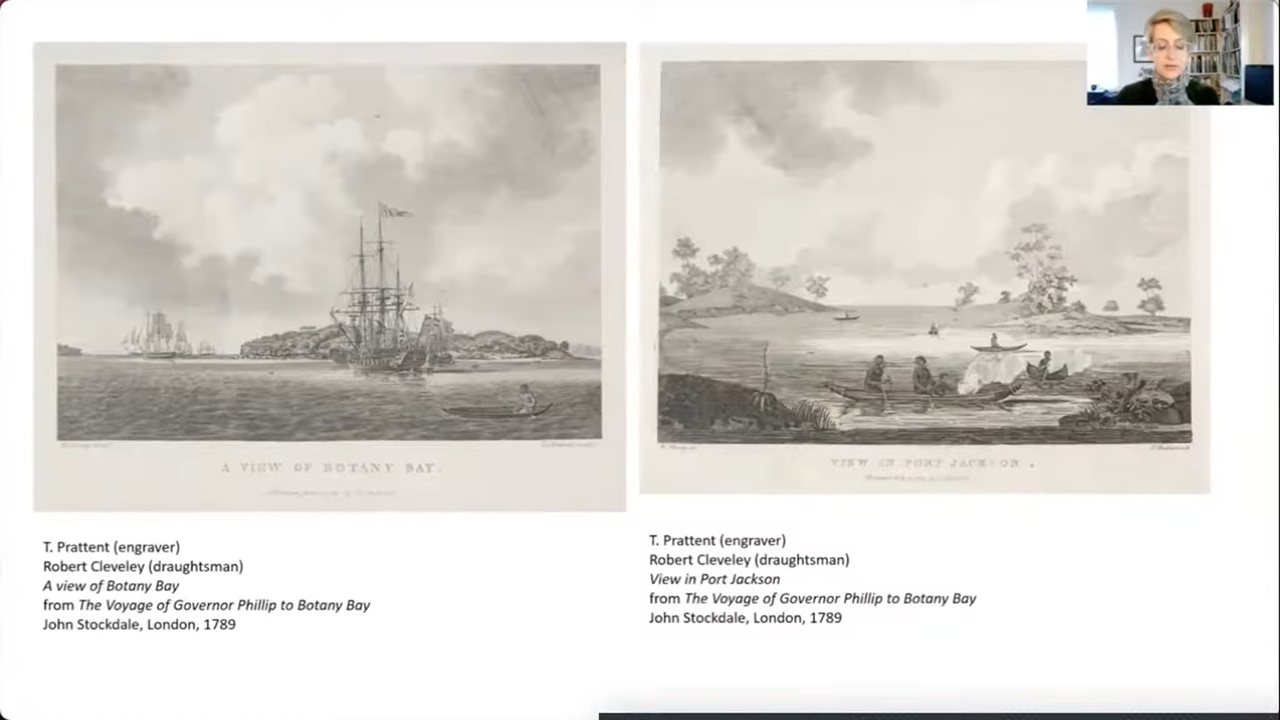 A VIEW OF BOTANY BAY.
T. Prattent (engraver)
Robert Cleveley (draughtsman)
A view of Botany Bay
from The Voyage of Governor Phillip to Botany Bay
John Stockdale, London, 1789
VIEW IN PORT JACKSON.
T. Prattent (engraver)
Robert Cleveley (draughtsman)
View in Port Jackson
from The Voyage of Governor Phillip to Botany Bay
John Stockdale, London, 1789